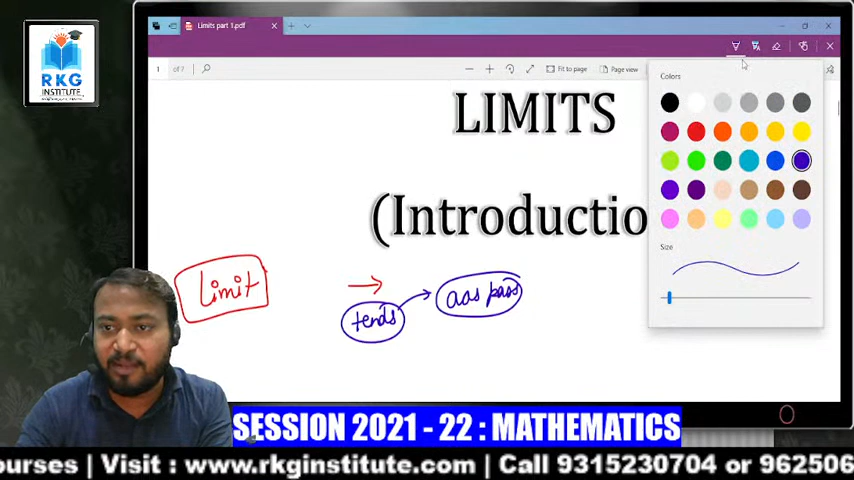 RKG
INSTITUTE
Limits part 1.pdf
1 of 7
Fit to page
Page view
Colors
Size
LIMITS
(Introductio
Limit
tends
aas paas
SESSION 2021 - 22 : MATHEMATICS
ourses | Visit : www.rkginstitute.com | Call 9315230704 or 962506